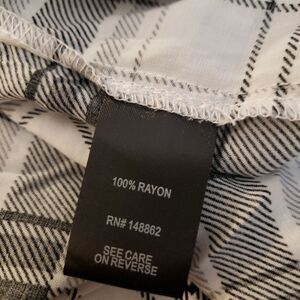 100% RAYON
RN# 148862
SEE CARE
ON REVERSE